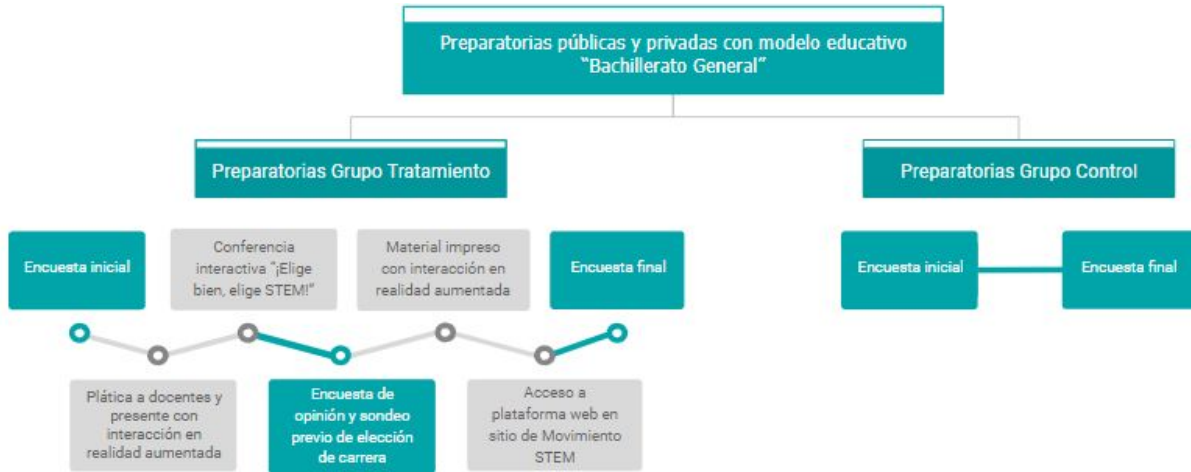 Preparatorias públicas y privadas con modelo educativo
“Bachillerato General”
Preparatorias Grupo Tratamiento
Preparatorias Grupo Control
Encuesta inicial
Conferencia
interactiva “¡Elige
bien, elige STEM!”
Material impreso
con interacción en
realidad aumentada
Encuesta final
Encuesta inicial
Encuesta final
Plática a docentes y
presente con
interacción en
realidad aumentada
Encuesta de
opinión y sondeo
previo de elección
de carrera
Acceso a
plataforma web en
sitio de Movimiento
STEM